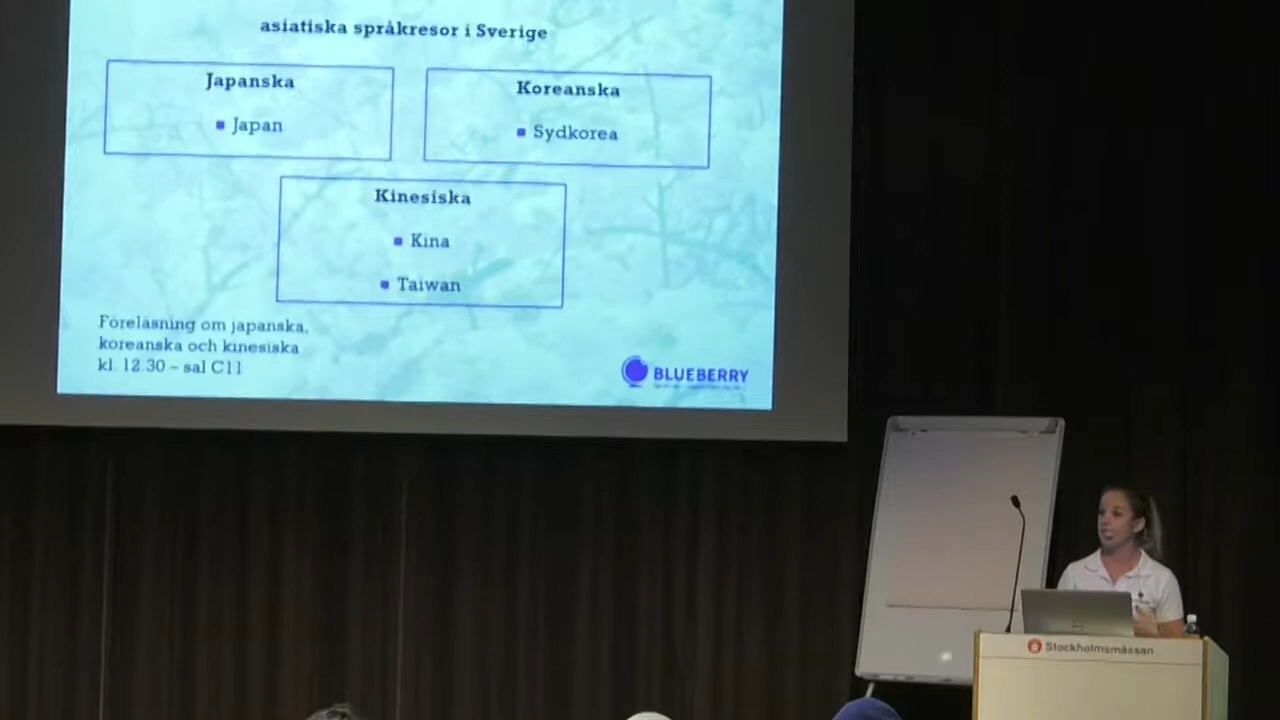 asiatiska språkresor i Sverige
Japanska
Japan
Koreanska
Sydkorea
Kinesiska
Kina
Taiwan
Föreläsning om japanska,
koreanska och kinesiska
kl. 12.30 – sal C11
BLUEBERRY
Stockholmsmässan